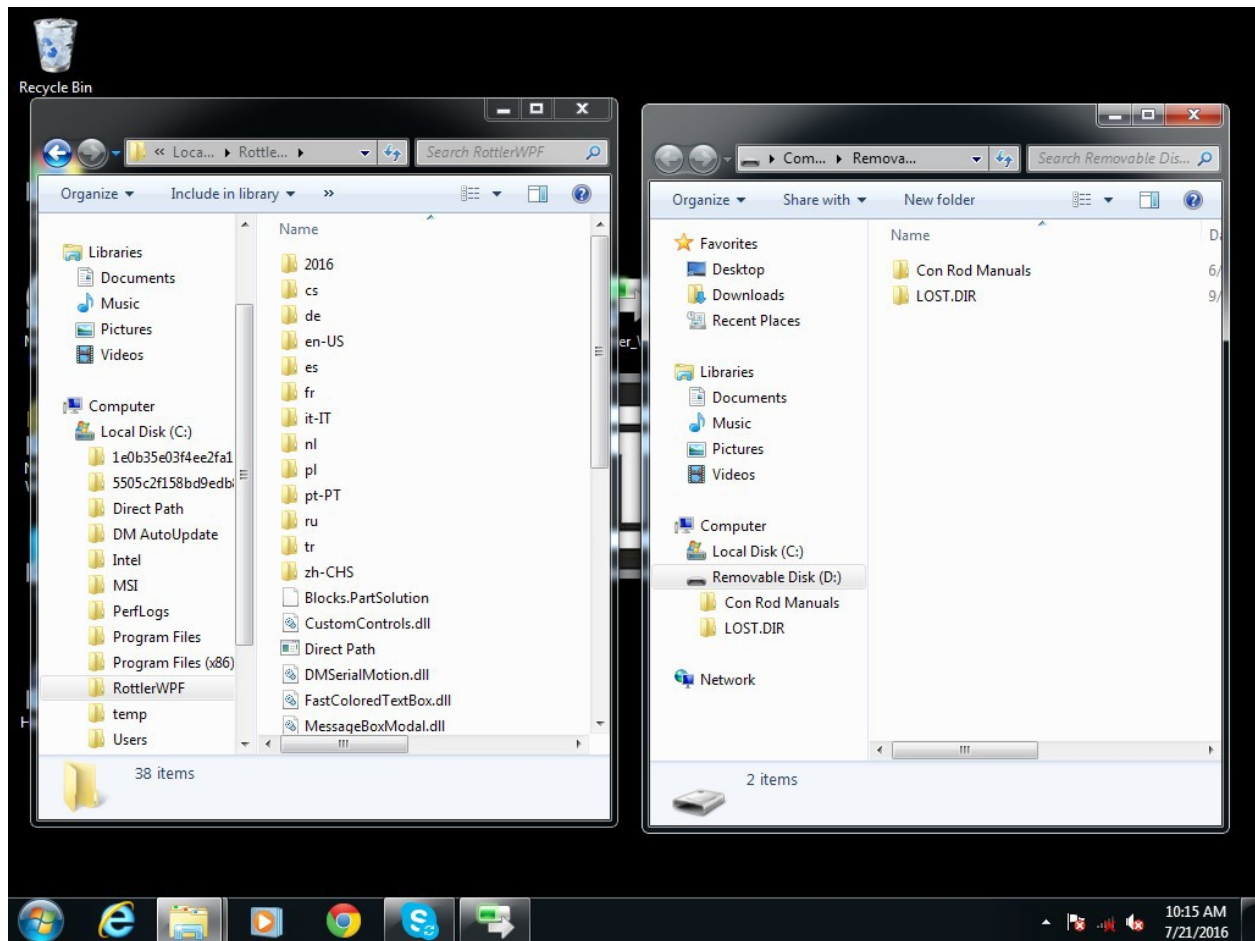 Recycle Bin
« Loca... Rottle...
Search RottlerWPF
Organize
Include in library
»
Libraries
Documents
Music
Pictures
Videos
Computer
Local Disk (C:)
1e0b35e03f4ee2fa1
5505c2f158bd9edb
Direct Path
DM AutoUpdate
Intel
MSI
PerfLogs
Program Files
Program Files (x86)
RottlerWPF
temp
Users
Name
2016
cs
de
en-US
es
fr
it-IT
nl
pl
pt-PT
ru
tr
zh-CHS
Blocks.PartSolution
CustomControls.dll
Direct Path
DMSerialMotion.dll
FastColoredTextBox.dll
MessageBoxModal.dll
38 items
er_
Com... Remova...
Search Removable Dis...
Organize
Share with
New folder
Favorites
Desktop
Downloads
Recent Places
Libraries
Documents
Music
Pictures
Videos
Computer
Local Disk (C:)
Removable Disk (D:)
Con Rod Manuals
LOST.DIR
Network
Name
Con Rod Manuals 6/
LOST.DIR 9/
2 items
10:15 AM
7/21/2016